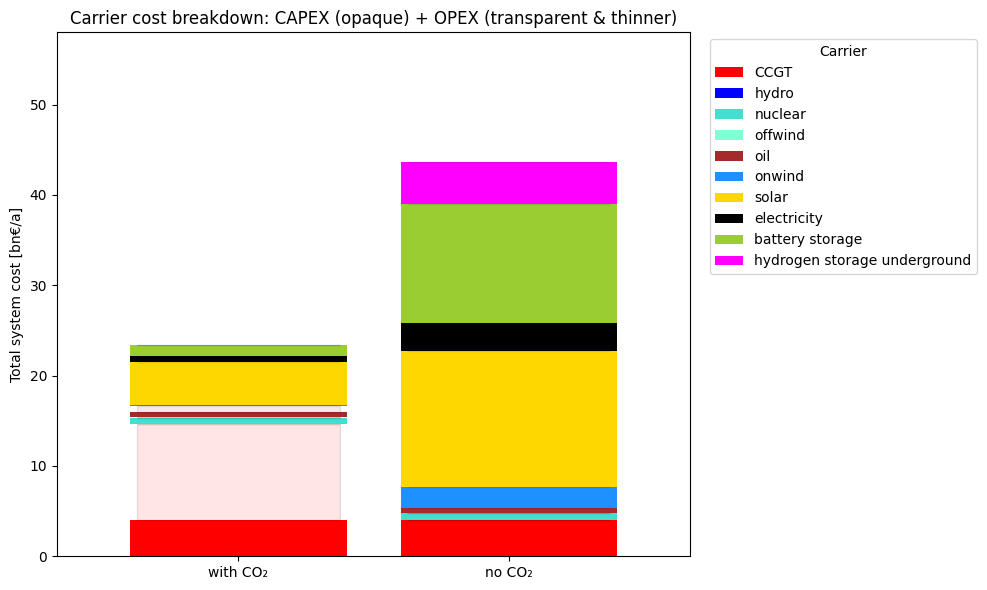 Carrier cost breakdown: CAPEX (opaque) + OPEX (transparent & thinner)
Total system cost [bn€/a]
50
40
30
20
10
0
with CO₂
no CO₂
Carrier
CCGT
hydro
nuclear
offwind
oil
onwind
solar
electricity
battery storage
hydrogen storage underground